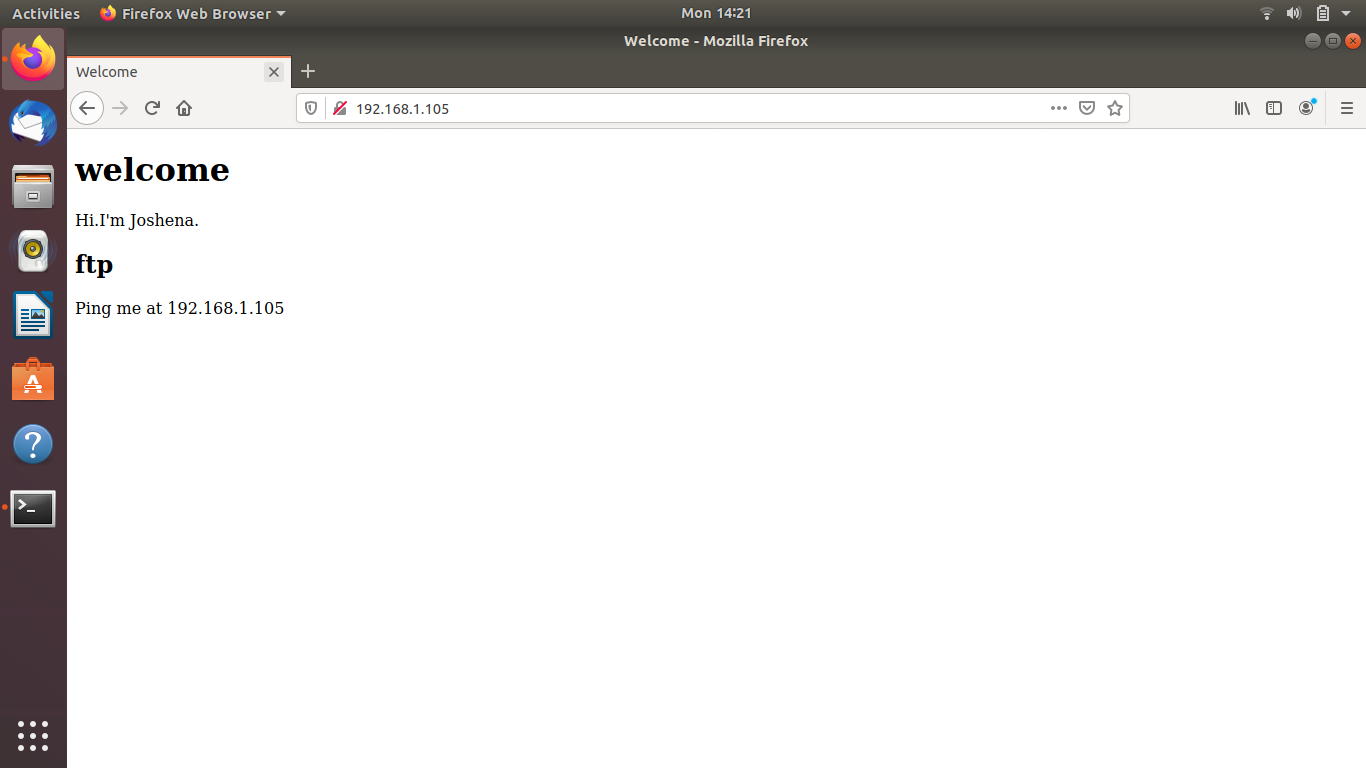 Activities
Firefox Web Browser
Mon 14:21
Welcome - Mozilla Firefox
Welcome
192.168.1.105
welcome
Hi.I'm Joshena.
ftp
Ping me at 192.168.1.105